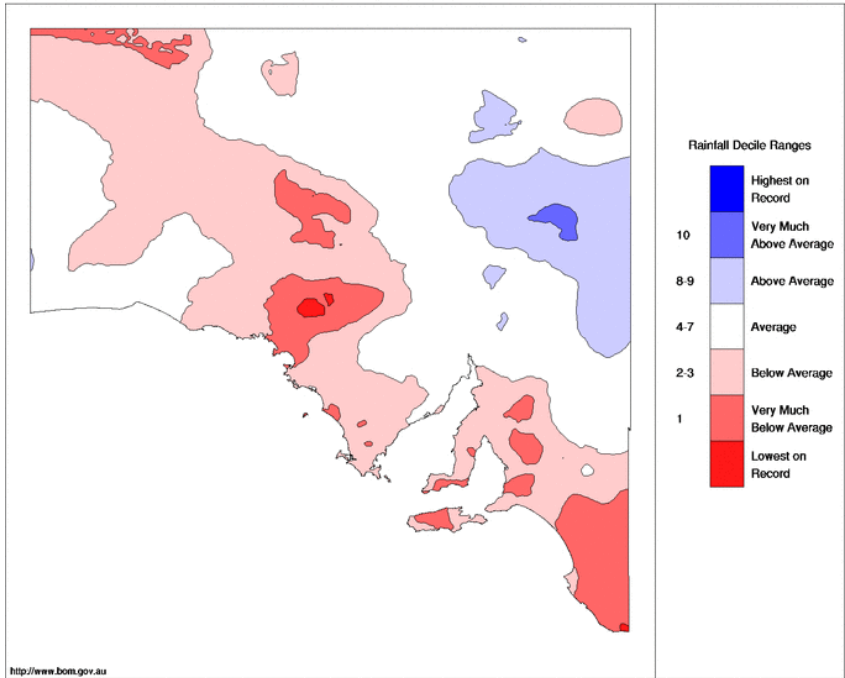 Rainfall Decile Ranges
Highest on
Record
10
Very Much
Above Average
8-9
Above Average
4-7
Average
2-3
Below Average
1
Very Much
Below Average
Lowest on
Record
http://www.bom.gov.au